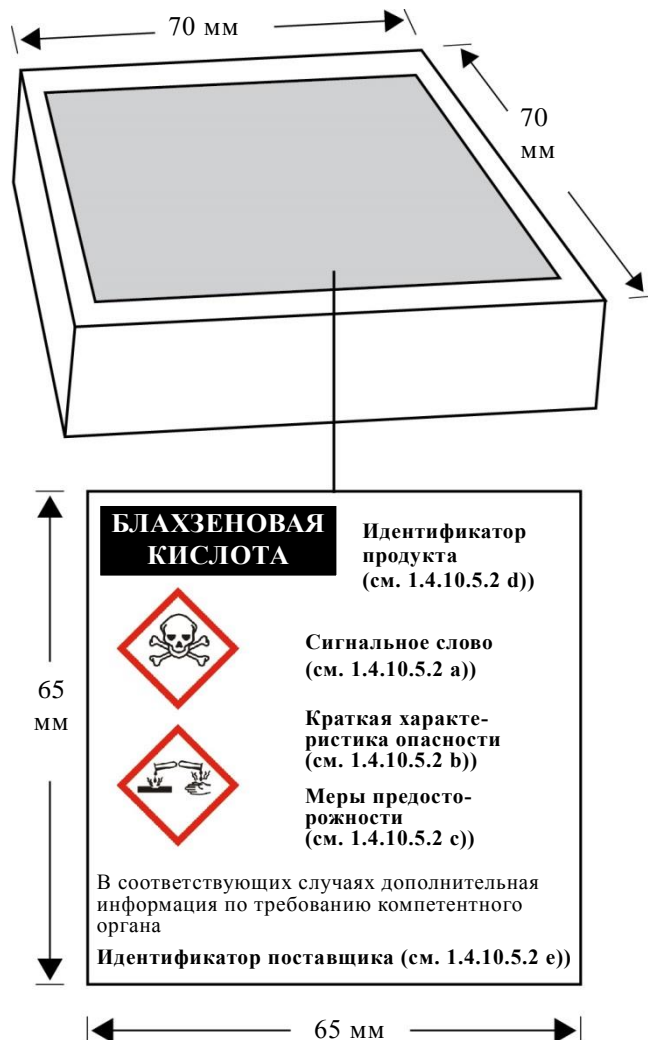 70 мм
70
мм
БЛАХЗЕНОВАЯ
КИСЛОТА
Идентификатор
продукта
(см. 1.4.10.5.2 d))
Сигнальное слово
(см. 1.4.10.5.2 a))
65
мм
Краткая характе-
ристика опасности
(см. 1.4.10.5.2 b))
Меры предосто-
рожности
(см. 1.4.10.5.2 c))
В соответствующих случаях дополнительная
информация по требованию компетентного
органа
Идентификатор поставщика (см. 1.4.10.5.2 e))
65 мм